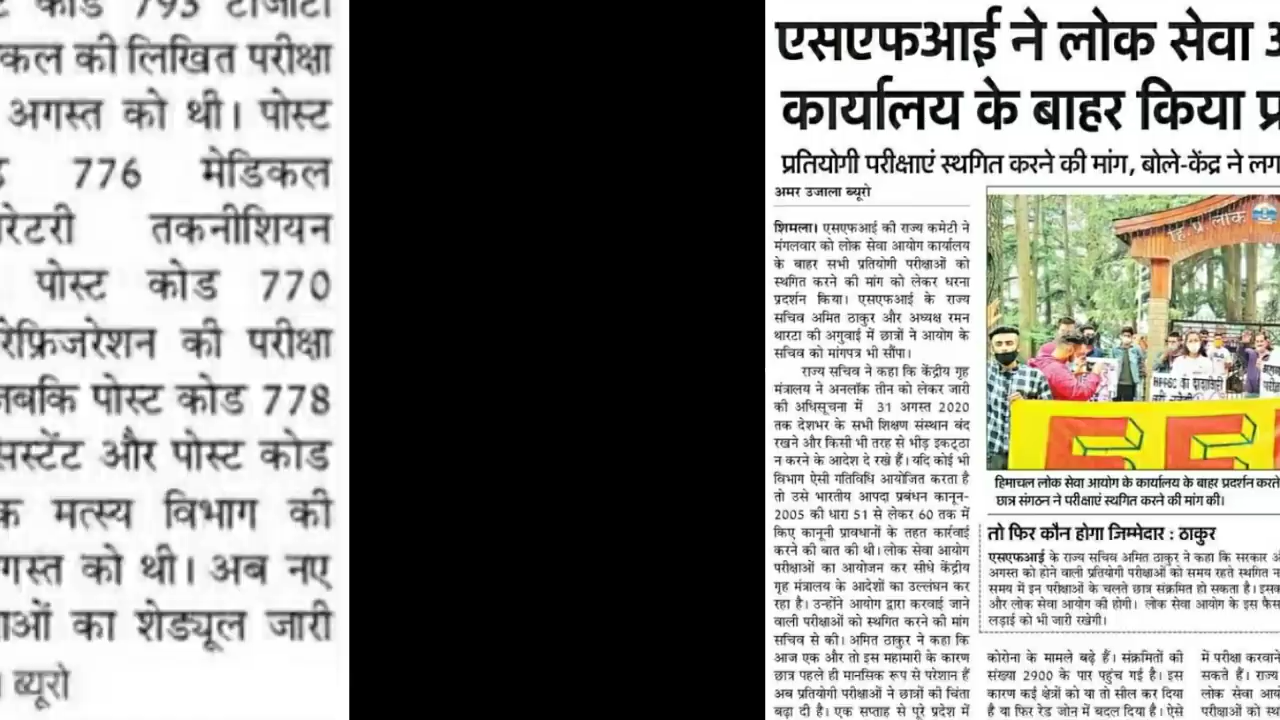 कोड 793 टीजीटी
कल की लिखित परीक्षा
अगस्त को थी। पोस्ट
776 मेडिकल
रेटरी तकनीशियन
पोस्ट कोड 770
रेफ्रिजरेशन की परीक्षा
जबकि पोस्ट कोड 778
सिस्टेंट और पोस्ट कोड
क मत्स्य विभाग की
गस्त को थी। अब नए
ाओं का शेड्यूल जारी
। ब्यूरो
एसएफआई ने लोक सेवा
कार्यालय के बाहर किया प्र
प्रतियोगी परीक्षाएं स्थगित करने की मांग, बोले-केंद्र ने लग
अमर उजाला ब्यूरो
शिमला। एसएफआई की राज्य कमेटी ने
मंगलवार को लोक सेवा आयोग कार्यालय
के बाहर सभी प्रतियोगी परीक्षाओं को
स्थगित करने की मांग को लेकर धरना
प्रदर्शन किया। एसएफआई के राज्य
सचिव अमित ठाकुर और अध्यक्ष रमन
थारटा की अगुवाई में छात्रों ने आयोग के
सचिव को मांगपत्र भी सौंपा।
राज्य सचिव ने कहा कि केंद्रीय गृह
मंत्रालय ने अनलॉक तीन को लेकर जारी
की अधिसूचना में 31 अगस्त 2020
तक देशभर के सभी शिक्षण संस्थान बंद
रखने और किसी भी तरह से भीड़ इकट्ठा
न करने के आदेश दे रखे हैं। यदि कोई भी
विभाग ऐसी गतिविधि आयोजित करता है
तो उसे भारतीय आपदा प्रबंधन कानून-
2005 की धारा 51 से लेकर 60 तक में
किए कानूनी प्रावधानों के तहत कार्रवाई
करने की बात की थी। लोक सेवा आयोग
परीक्षाओं का आयोजन कर सीधे केंद्रीय
गृह मंत्रालय के आदेशों का उल्लंघन कर
रहा है। उन्होंने आयोग द्वारा करवाई जाने
वाली परीक्षाओं को स्थगित करने की मांग
सचिव से की। अमित ठाकुर ने कहा कि
आज एक और तो इस महामारी के कारण
छात्र पहले ही मानसिक रूप से परेशान हैं
अब प्रतियोगी परीक्षाओं ने छात्रों की चिंता
बढ़ा दी है। एक सप्ताह से पूरे प्रदेश में
हि. प्र. लोक
HPPSC का
हिमाचल लोक सेवा आयोग के कार्यालय के बाहर प्रदर्शन करते
छात्र संगठन ने परीक्षाएं स्थगित करने की मांग की।
तो फिर कौन होगा जिम्मेदार : ठाकुर
एसएफआई के राज्य सचिव अमित ठाकुर ने कहा कि सरकार अ
अगस्त को होने वाली प्रतियोगी परीक्षाओं को समय रहते स्थगित न
समय में इन परीक्षाओं के चलते छात्र संक्रमित हो सकता है। इसक
और लोक सेवा आयोग की होगी। लोक सेवा आयोग के इस फैस
लड़ाई को भी जारी रखेगी।
कोरोना के मामले बढ़े हैं। संक्रमितों की
संख्या 2900 के पार पहुंच गई है। इस
कारण कई क्षेत्रों को या तो सील कर दिया
है या फिर रेड जोन में बदल दिया है। ऐसे
में परीक्षा करवाने
सकते हैं। राज्य
लोक सेवा आय
परीक्षाओं को स्थ